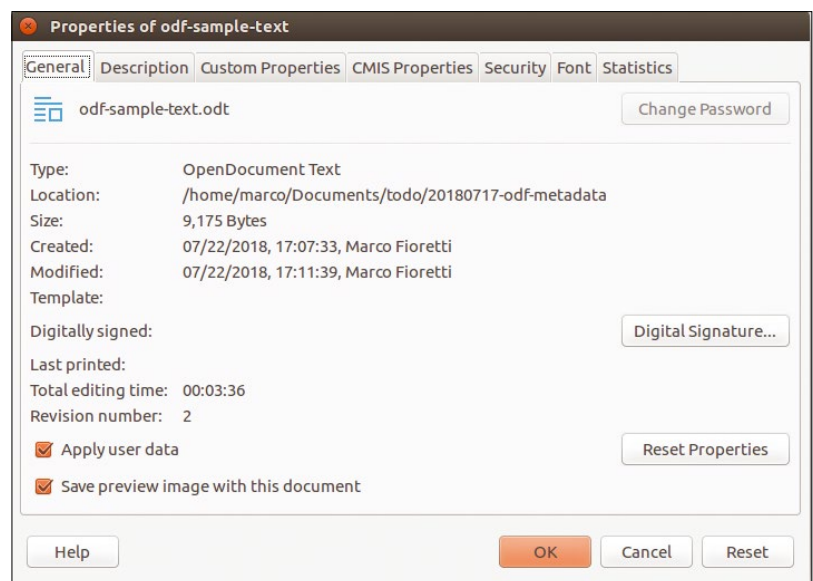 Properties of odf-sample-text
General Description Custom Properties CMIS Properties Security Font Statistics
odf-sample-text.odt Change Password
Type: OpenDocument Text
Location: /home/marco/Documents/todo/20180717-odf-metadata
Size: 9,175 Bytes
Created: 07/22/2018, 17:07:33, Marco Fioretti
Modified: 07/22/2018, 17:11:39, Marco Fioretti
Template:
Digitally signed: Digital Signature...
Last printed:
Total editing time: 00:03:36
Revision number: 2
Apply user data Reset Properties
Save preview image with this document
Help OK Cancel Reset